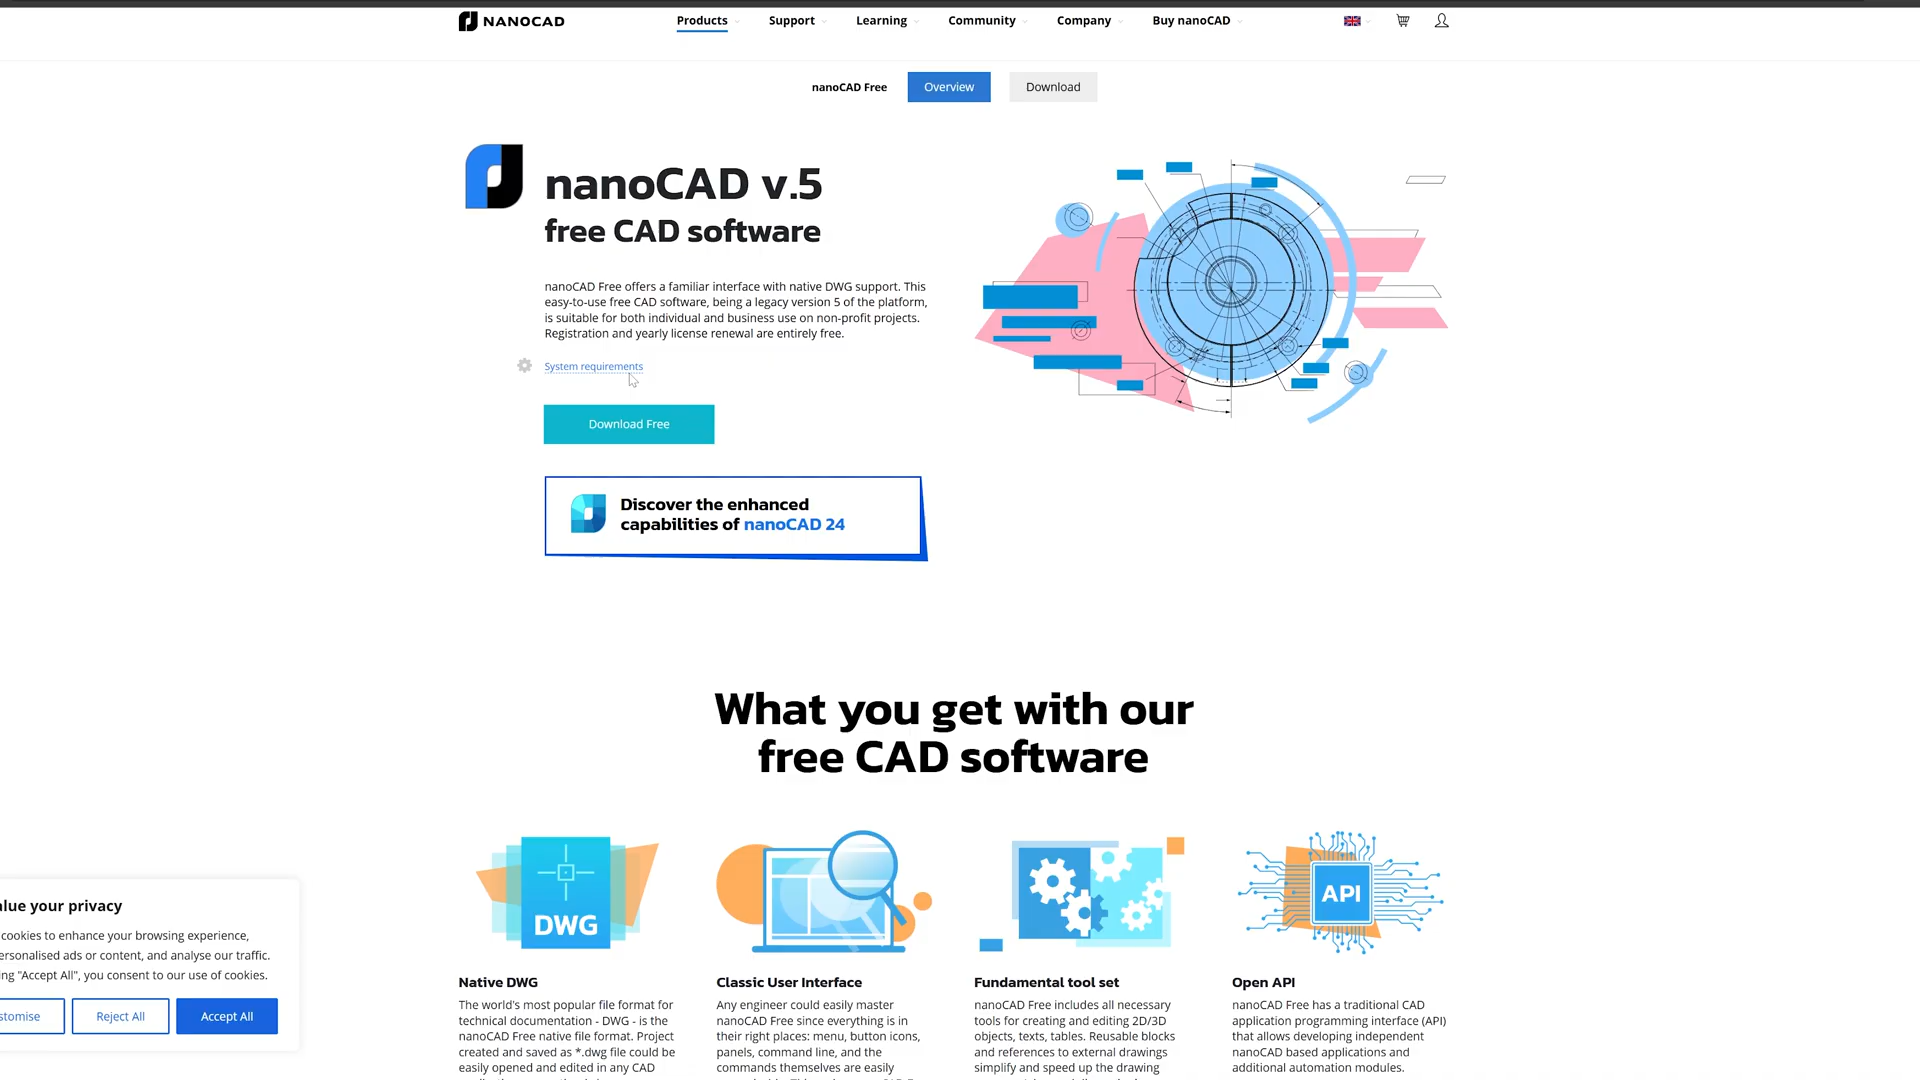 NANOCAD
Products
Support
Learning
Community
Company
Buy nanoCAD
nanoCAD Free
Overview
Download
nanoCAD v.5
free CAD software
nanoCAD Free offers a familiar interface with native DWG support. This
easy-to-use free CAD software, being a legacy version 5 of the platform,
is suitable for both individual and business use on non-profit projects.
Registration and yearly license renewal are entirely free.
System requirements
Download Free
Discover the enhanced
capabilities of nanoCAD 24
What you get with our
free CAD software
DWG
API
Native DWG
The world's most popular file format for
technical documentation - DWG - is the
nanoCAD Free native file format. Project
created and saved as *.dwg file could be
easily opened and edited in any CAD
Classic User Interface
Any engineer could easily master
nanoCAD Free since everything is in
their right places: menu, button icons,
panels, command line, and the
commands themselves are easily
Fundamental tool set
nanoCAD Free includes all necessary
tools for creating and editing 2D/3D
objects, texts, tables. Reusable blocks
and references to external drawings
simplify and speed up the drawing
Open API
nanoCAD Free has a traditional CAD
application programming interface (API)
that allows developing independent
nanoCAD based applications and
additional automation modules.
alue your privacy
cookies to enhance your browsing experience,
ersonalised ads or content, and analyse our traffic.
ing "Accept All", you consent to our use of cookies.
stomise
Reject All
Accept All